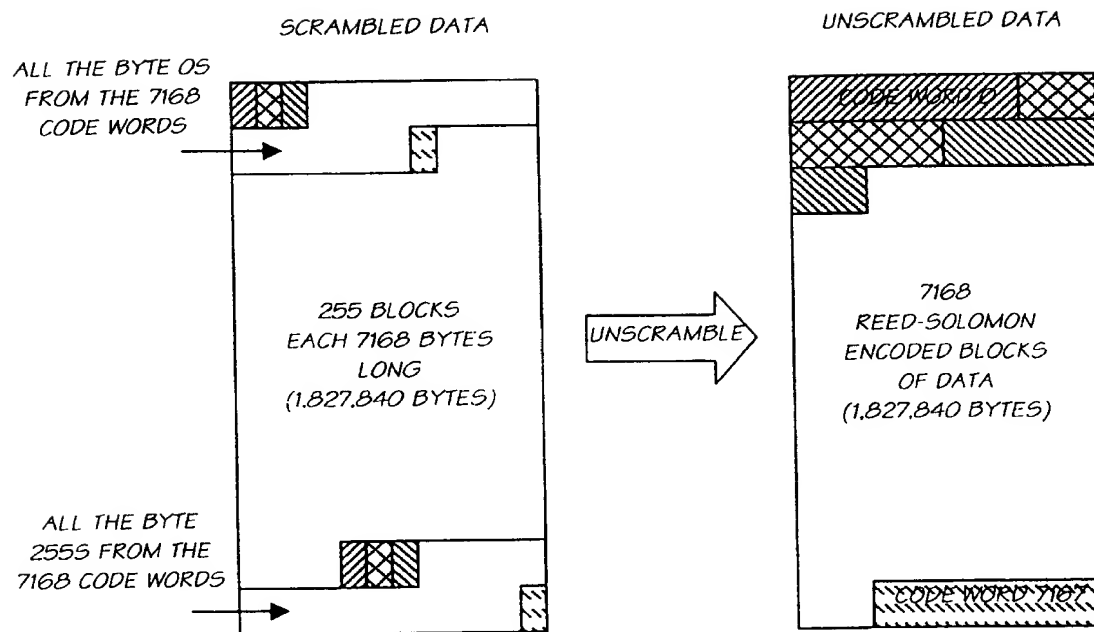 SCRAMBLED DATA
UNSCRAMBLED DATA
ALL THE BYTE OS
FROM THE 7168
CODE WORDS
CODE WORD 0
255 BLOCKS
EACH 7168 BYTES
LONG
(1,827,840 BYTES)
UNSCRAMBLE
7168
REED-SOLOMON
ENCODED BLOCKS
OF DATA
(1,827,840 BYTES)
ALL THE BYTE
255S FROM THE
7168 CODE WORDS
CODE WORD 7167